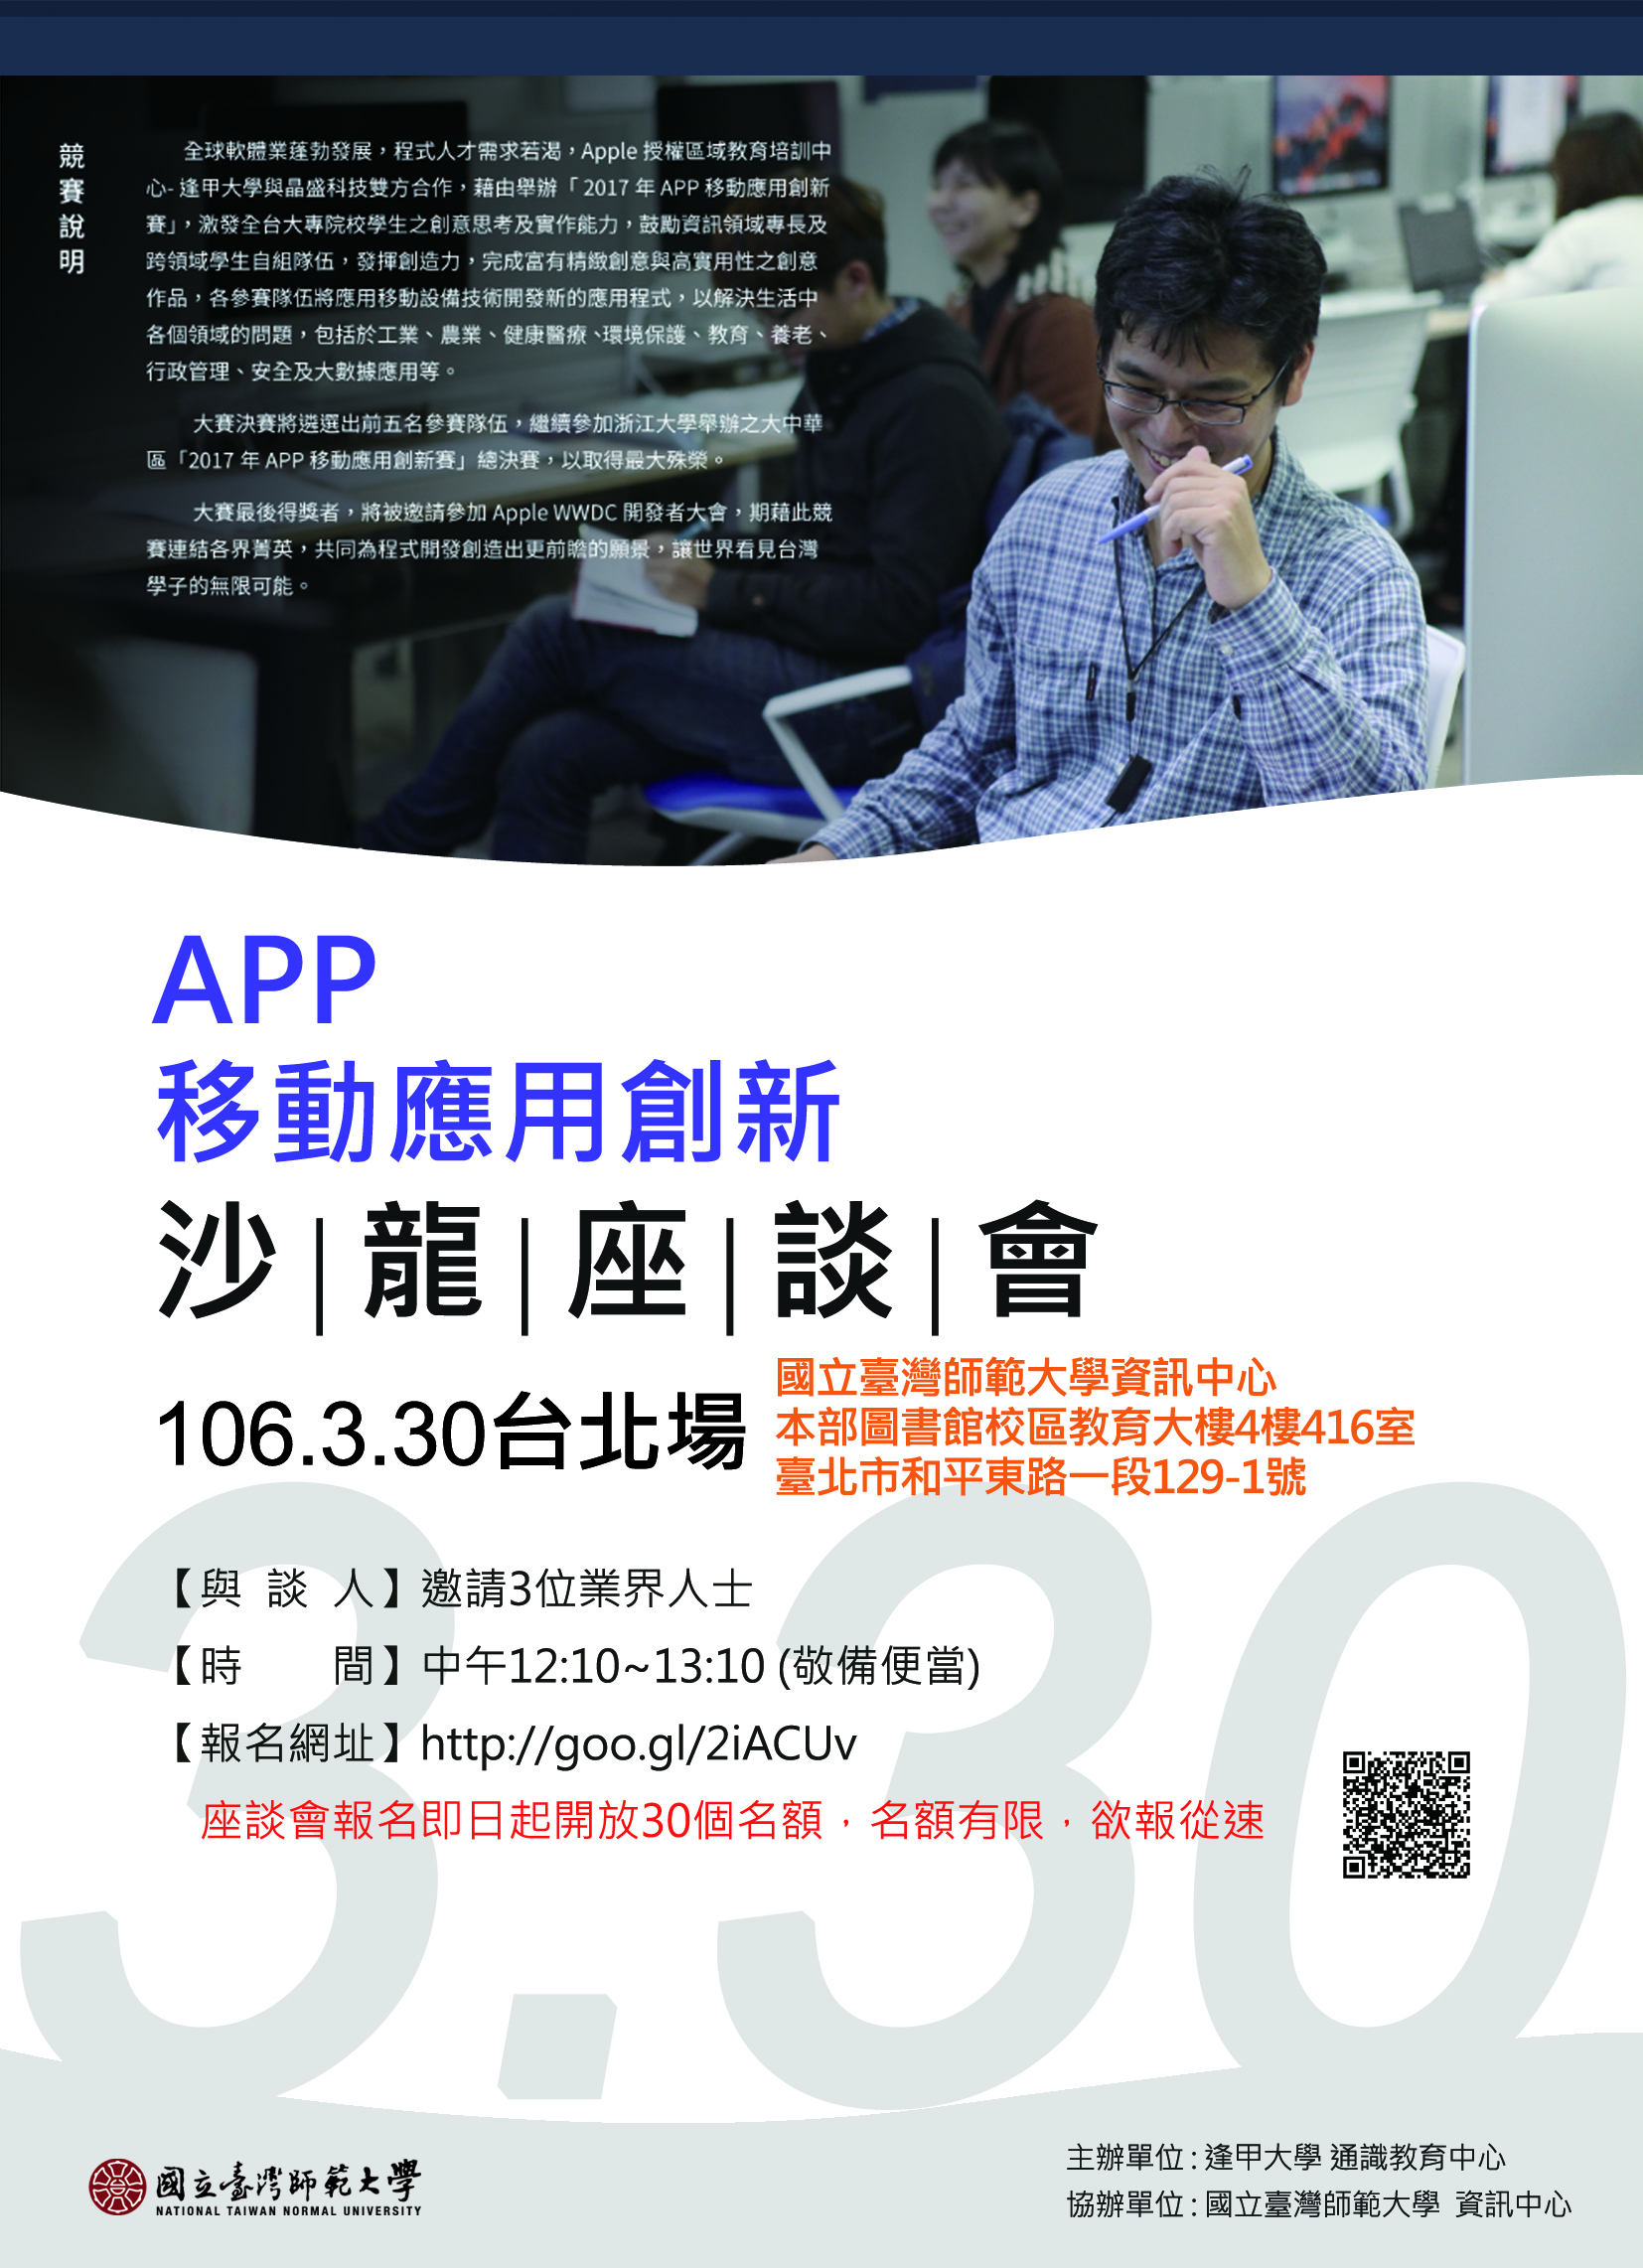 競賽說明
全球軟體業蓬勃發展，程式人才需求若渴，Apple 授權區域教育培訓中
心- 逢甲大學與晶盛科技雙方合作，藉由舉辦「 2017 年 APP 移動應用創新
賽」，激發全台大專院校學生之創意思考及實作能力，鼓勵資訊領域專長及
跨領域學生自組隊伍，發揮創造力，完成富有精緻創意與高實用性之創意
作品，各參賽隊伍將應用移動設備技術開發新的應用程式，以解決生活中
各個領域的問題，包括於工業、農業、健康醫療、環境保護、教育、養老、
行政管理、安全及大數據應用等。
大賽決賽將遴選出前五名參賽隊伍，繼續參加浙江大學舉辦之大中華
區「2017 年 APP 移動應用創新賽」總決賽，以取得最大殊榮。
大賽最後得獎者，將被邀請參加 Apple WWDC 開發者大會，期藉此競
賽連結各界菁英，共同為程式開發創造出更前瞻的願景，讓世界看見台灣
學子的無限可能。
APP
移動應用創新
沙|龍|座|談|會
106.3.30台北場
國立臺灣師範大學資訊中心
本部圖書館校區教育大樓4樓416室
臺北市和平東路一段129-1號
3.30
【與 談 人】邀請3位業界人士
【時 間】中午12:10~13:10 (敬備便當)
【報名網址】http://goo.gl/2iACUv
座談會報名即日起開放30個名額，名額有限，欲報從速
國立臺灣師範大學
NATIONAL TAIWAN NORMAL UNIVERSITY
主辦單位:逢甲大學 通識教育中心
協辦單位:國立臺灣師範大學 資訊中心